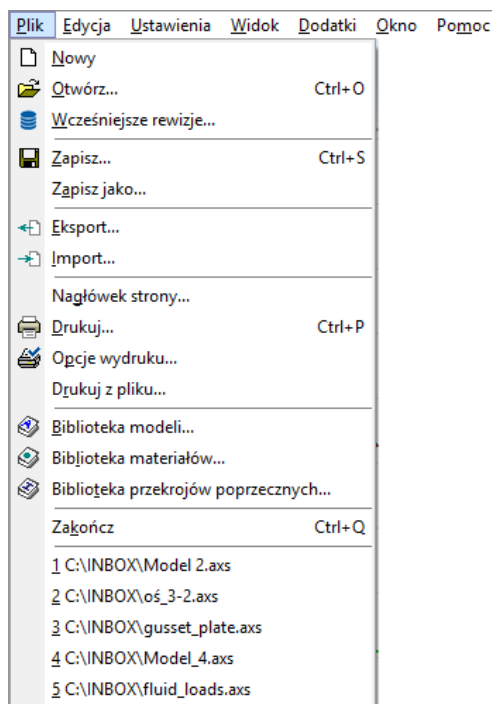 Plik Edycja Ustawienia Widok Dodatki Okno Pomoc
Nowy
Otwórz... Ctrl+O
Wcześniejsze rewizje...
Zapisz... Ctrl+S
Zapisz jako...
Eksport...
Import...
Nagłówek strony...
Drukuj... Ctrl+P
Opcje wydruku...
Drukuj z pliku...
Biblioteka modeli...
Biblioteka materiałów...
Biblioteka przekrojów poprzecznych...
Zakończ Ctrl+Q
1 C:\INBOX\Model 2.axs
2 C:\INBOX\oś_3-2.axs
3 C:\INBOX\gusset_plate.axs
4 C:\INBOX\Model_4.axs
5 C:\INBOX\fluid_loads.axs